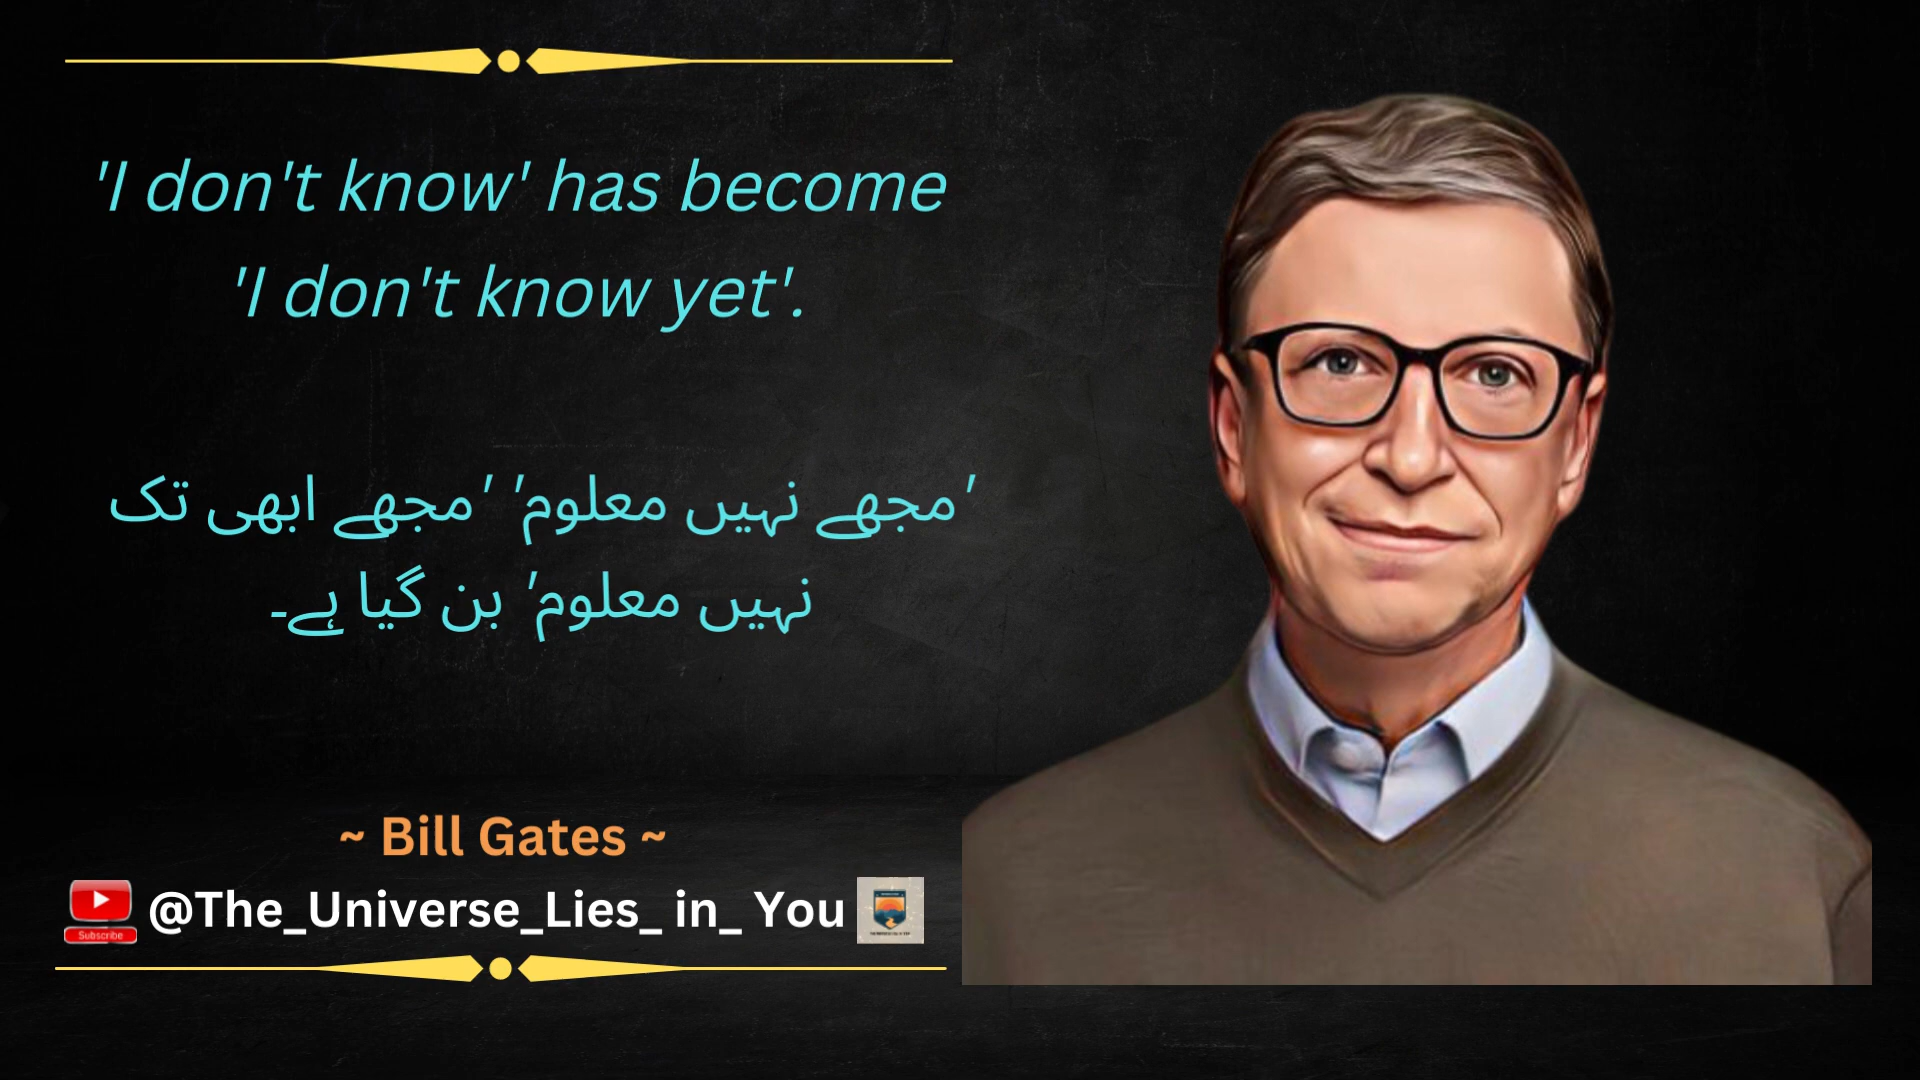 'I don't know' has become
'I don't know yet'.
'مجھے نہیں معلوم' 'مجھے ابھی تک
نہیں معلوم' بن گیا ہے۔
~ Bill Gates ~
Subscribe
@The_Universe_Lies_ in_ You